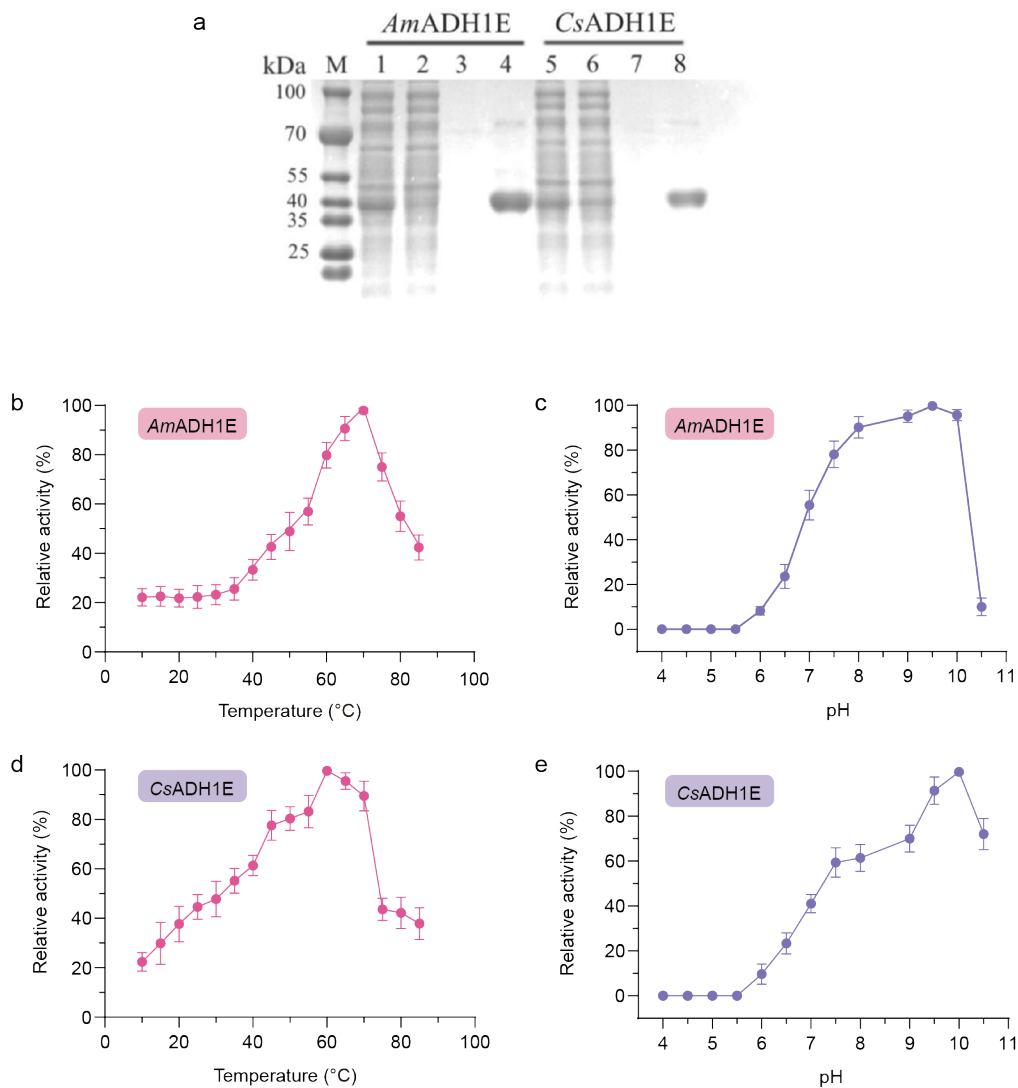 a
AmADH1E CsADH1E
kDa M 1 2 3 4 5 6 7 8
100
70
55
40
35
25
b
AmADH1E
Relative activity (%)
100
80
60
40
20
0
0 20 40 60 80 100
Temperature (°C)
c
AmADH1E
Relative activity (%)
100
80
60
40
20
0
4 5 6 7 8 9 10 11
pH
d
CsADH1E
Relative activity (%)
100
80
60
40
20
0
0 20 40 60 80 100
Temperature (°C)
e
CsADH1E
Relative activity (%)
100
80
60
40
20
0
4 5 6 7 8 9 10 11
pH